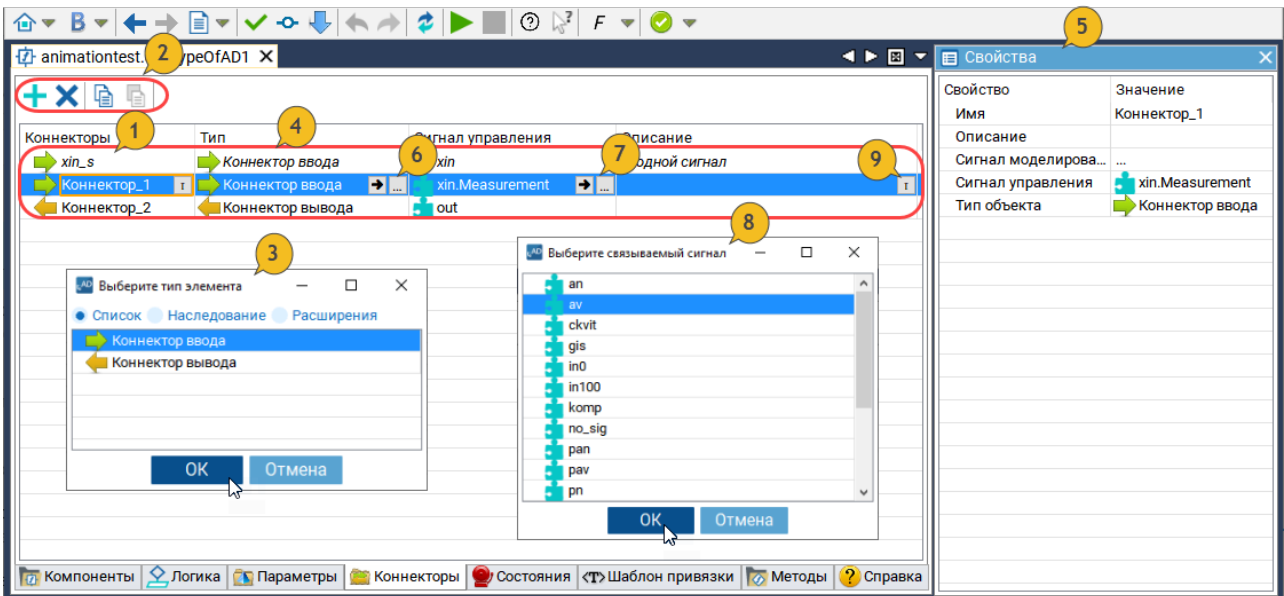 B F
5
animationtest. 2 ypeOfAD1
Свойства
Свойство Значение
Имя Коннектор_1
Описание
Сигнал моделирова... ...
Сигнал управления xin.Measurement
Тип объекта Коннектор ввода
1 4
Коннекторы Тип Сигнал управления Описание
xin_s Коннектор ввода 6 xin 7 одной сигнал 9
Коннектор_1 Коннектор ввода ... xin.Measurement ...
Коннектор_2 Коннектор вывода out
3
Выберите тип элемента
Список Наследование Расширения
Коннектор ввода
Коннектор вывода
ОК Отмена
8
Выберите связываемый сигнал
an
av
ckvit
gis
in0
in100
komp
no_sig
pan
pav
pn
ОК Отмена
Компоненты Логика Параметры Коннекторы Состояния <T> Шаблон привязки Методы ? Справка